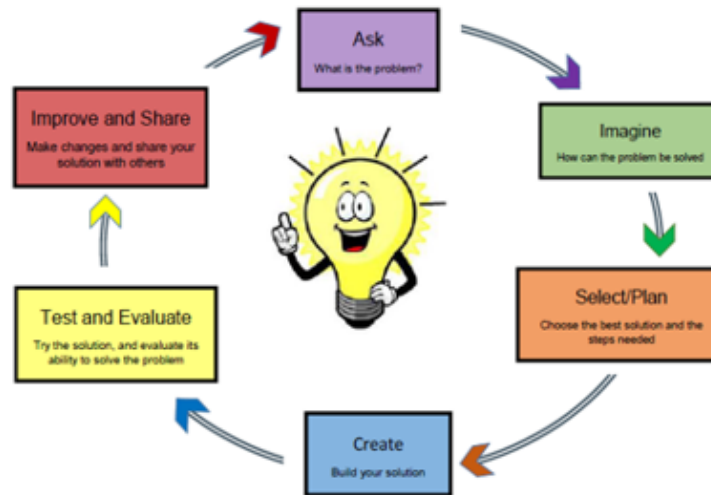 Ask
What is the problem?
Imagine
How can the problem be solved
Select/Plan
Choose the best solution and the
steps needed
Create
Build your solution
Test and Evaluate
Try the solution, and evaluate its
ability to solve the problem
Improve and Share
Make changes and share your
solution with others